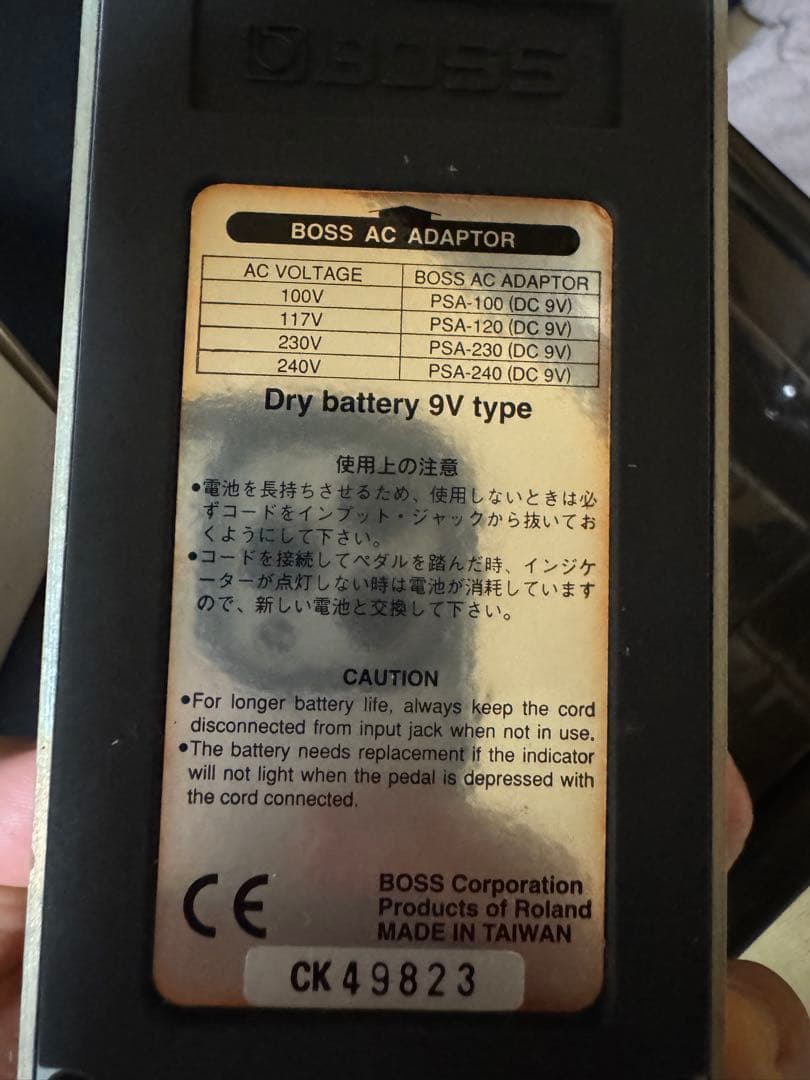 BOSS
BOSS AC ADAPTOR
AC VOLTAGE BOSS AC ADAPTOR
100V PSA-100 (DC 9V)
117V PSA-120 (DC 9V)
230V PSA-230 (DC 9V)
240V PSA-240 (DC 9V)
Dry battery 9V type
使用上の注意
●電池を長持ちさせるため、使用しないときは必
ずコードをインプット・ジャックから抜いてお
くようにして下さい。
●コードを接続してペダルを踏んだ時、インジケ
ーターが点灯しない時は電池が消耗しています
ので、新しい電池と交換して下さい。
CAUTION
●For longer battery life, always keep the cord
disconnected from input jack when not in use.
●The battery needs replacement if the indicator
will not light when the pedal is depressed with
the cord connected.
CE
BOSS Corporation
Products of Roland
MADE IN TAIWAN
CK49823